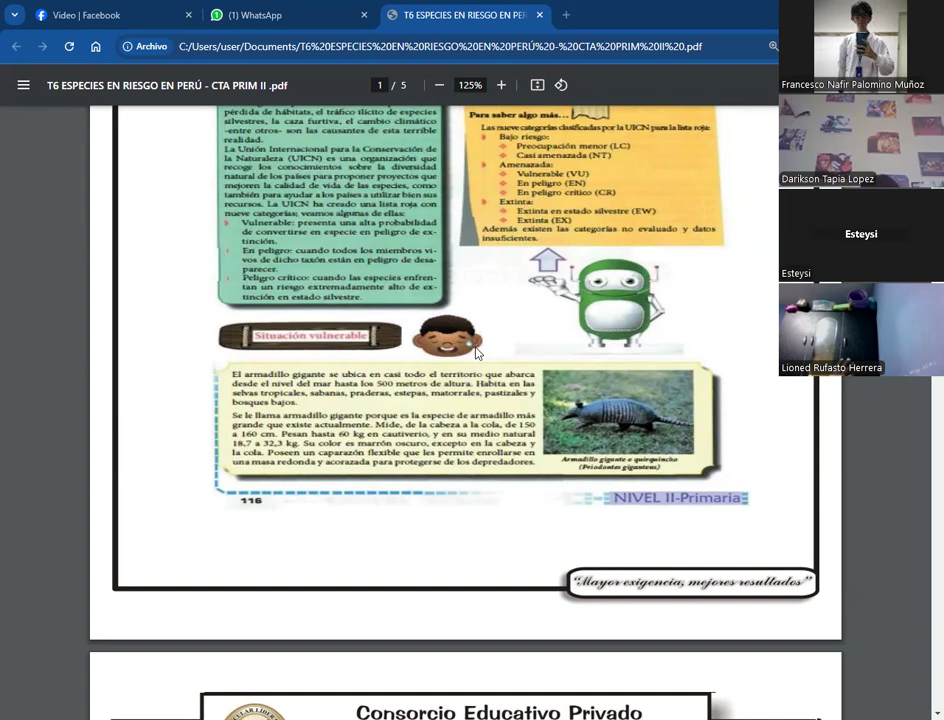 Video | Facebook
(1) WhatsApp
T6 ESPECIES EN RIESGO EN PER
Archivo
C:/Users/user/Documents/T6%20ESPECIES%20EN%20RIESGO%20EN%20PERÚ%20-%20CTA%20PRIM%20II%20.pdf
T6 ESPECIES EN RIESGO EN PERÚ - CTA PRIM II .pdf
1 / 5
125%
pérdida de hábitats, el tráfico ilícito de especies
silvestres, la caza furtiva, el cambio climático
-entre otros- son las causantes de esta terrible
realidad.
La Unión Internacional para la Conservación de
la Naturaleza (UICN) es una organización que
recoge los conocimientos sobre la diversidad
natural de los países para proponer proyectos que
mejoren la calidad de vida de las especies, como
también para ayudar a los países a utilizar bien sus
recursos. La UICN ha creado una lista roja con
nueve categorías; veamos algunas de ellas:
Vulnerable: presenta una alta probabilidad
de convertirse en especie en peligro de ex-
tinción.
En peligro: cuando todos los miembros vi-
vos de dicho taxón están en peligro de desa-
parecer.
Peligro crítico: cuando las especies enfren-
tan un riesgo extremadamente alto de ex-
tinción en estado silvestre.
Para saber algo más...
Las nueve categorías clasificadas por la UICN para la lista roja:
Bajo riesgo:
Preocupación menor (LC)
Casi amenazada (NT)
Amenazada:
Vulnerable (VU)
En peligro (EN)
En peligro crítico (CR)
Extinta:
Extinta en estado silvestre (EW)
Extinta (EX)
Además existen las categorías no evaluado y datos
insuficientes.
Situación vulnerable
El armadillo gigante se ubica en casi todo el territorio que abarca
desde el nivel del mar hasta los 500 metros de altura. Habita en las
selvas tropicales, sabanas, praderas, estepas, matorrales, pastizales y
bosques bajos.
Se le llama armadillo gigante porque es la especie de armadillo más
grande que existe actualmente. Mide, de la cabeza a la cola, de 150
a 160 cm. Pesan hasta 60 kg en cautiverio, y en su medio natural
18,7 a 32,3 kg. Su color es marrón oscuro, excepto en la cabeza y
la cola. Poseen un caparazón flexible que les permite enrollarse en
una masa redonda y acorazada para protegerse de los depredadores.
Armadillo gigante o quirquincho
(Priodontes giganteus)
116
NIVEL II-Primaria
"Mayor exigencia, mejores resultados"
Consorcio Educativo Privado
Francesco Nafir Palomino Muñoz
Darikson Tapia Lopez
Esteysi
Esteysi
Lioned Rufasto Herrera